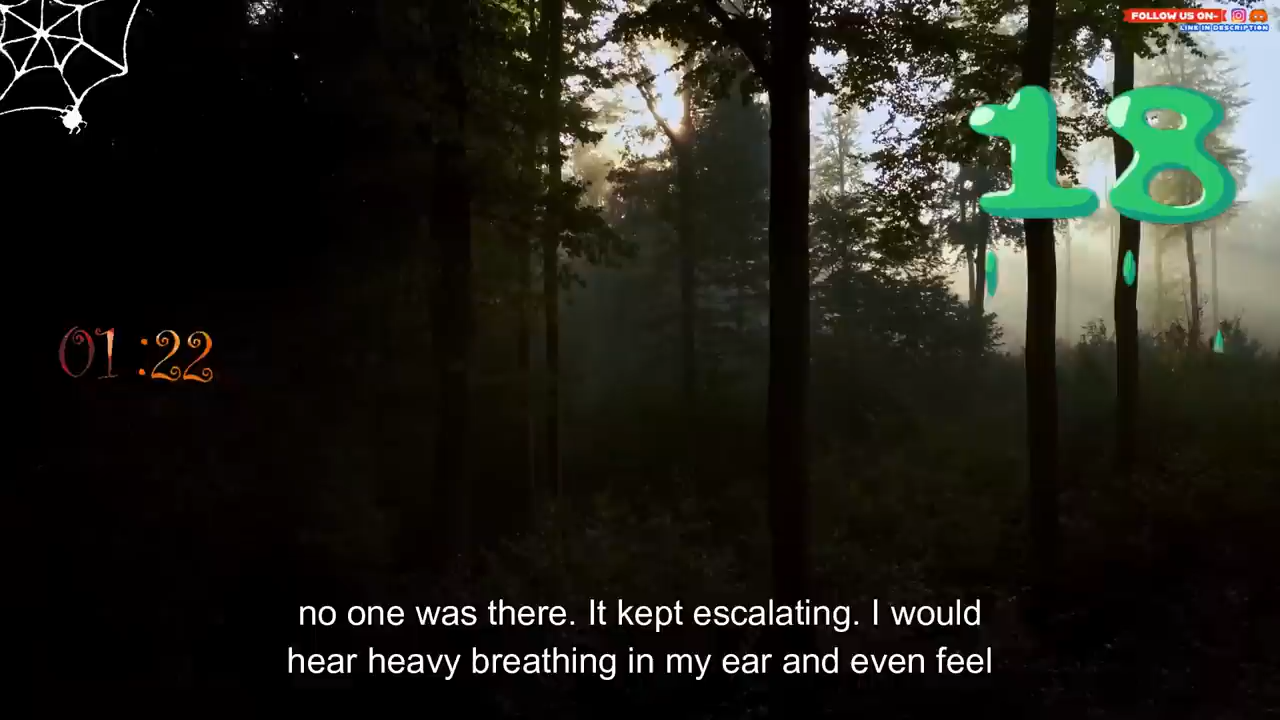 FOLLOW US ON-
LINK IN DESCRIPTION
18
01:22
no one was there. It kept escalating. I would
hear heavy breathing in my ear and even feel